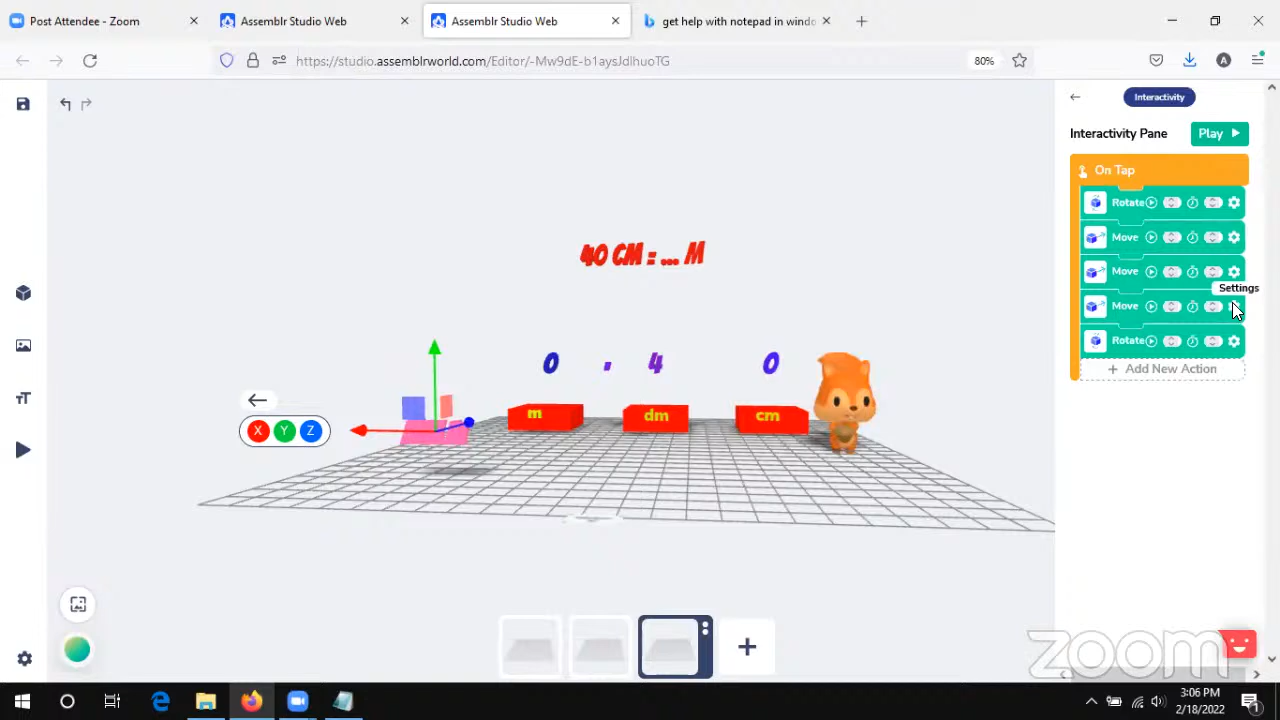 Post Attendee - Zoom
Assemblr Studio Web
Assemblr Studio Web
get help with notepad in windo
https://studio.assemblrworld.com/Editor/-Mw9dE-b1aysJdlhuoTG
80%
A
Interactivity
Interactivity Pane
Play
On Tap
Rotate
Move
Move
Settings
Move
Rotate
+ Add New Action
40 CM = ... M
0 . 4 0
m dm cm
X Y Z
zoom
3:06 PM
2/18/2022
1